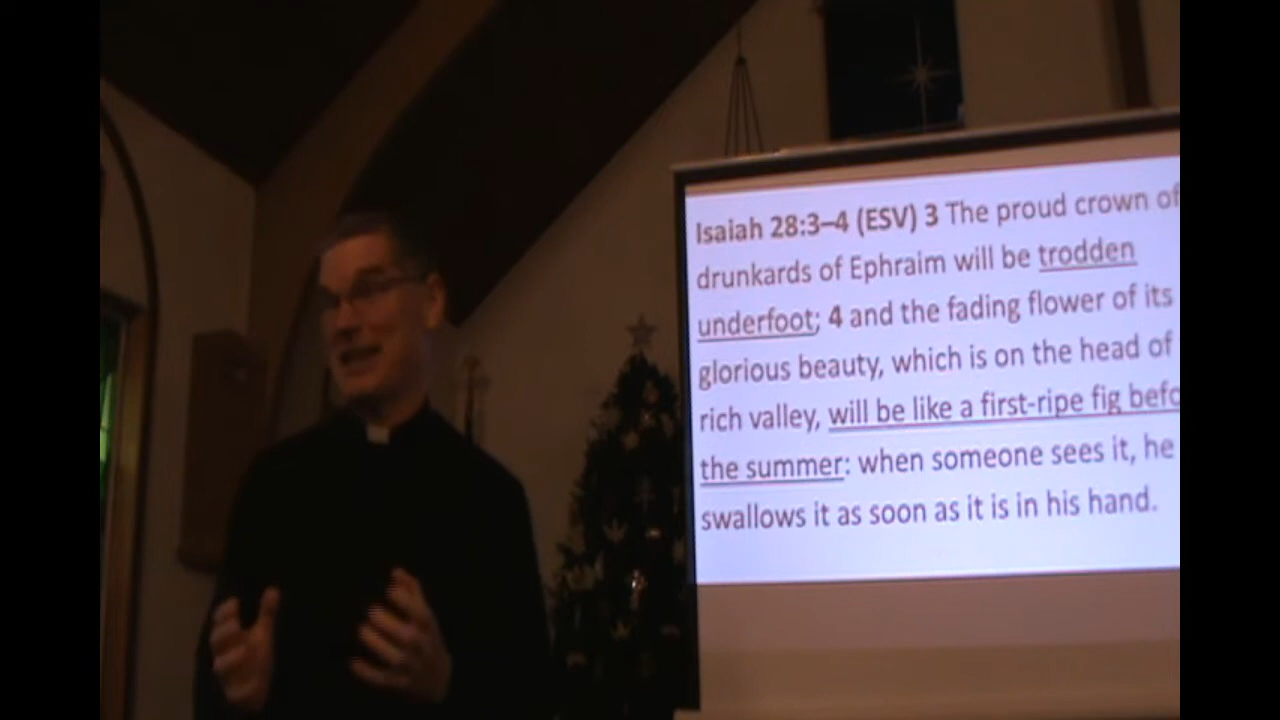 Isaiah 28:3–4 (ESV) 3 The proud crown of
drunkards of Ephraim will be trodden
underfoot; 4 and the fading flower of its
glorious beauty, which is on the head of
rich valley, will be like a first-ripe fig befo
the summer: when someone sees it, he
swallows it as soon as it is in his hand.